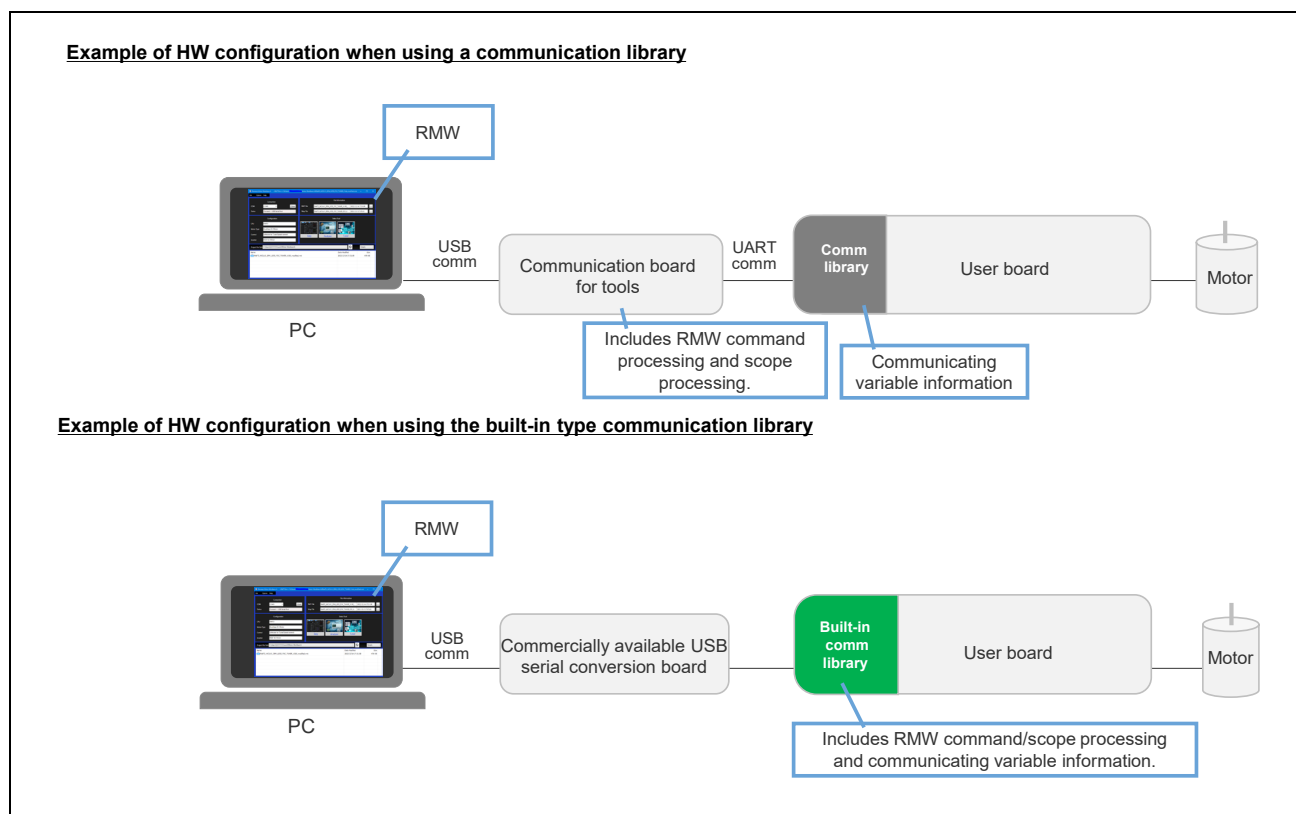 Example of HW configuration when using a communication library
RMW
USB
comm
Communication board
for tools
UART
comm
Comm
library
User board
Motor
PC
Includes RMW command
processing and scope
processing.
Communicating
variable information
Example of HW configuration when using the built-in type communication library
RMW
USB
comm
Commercially available USB
serial conversion board
Built-in
comm
library
User board
Motor
PC
Includes RMW command/scope processing
and communicating variable information.